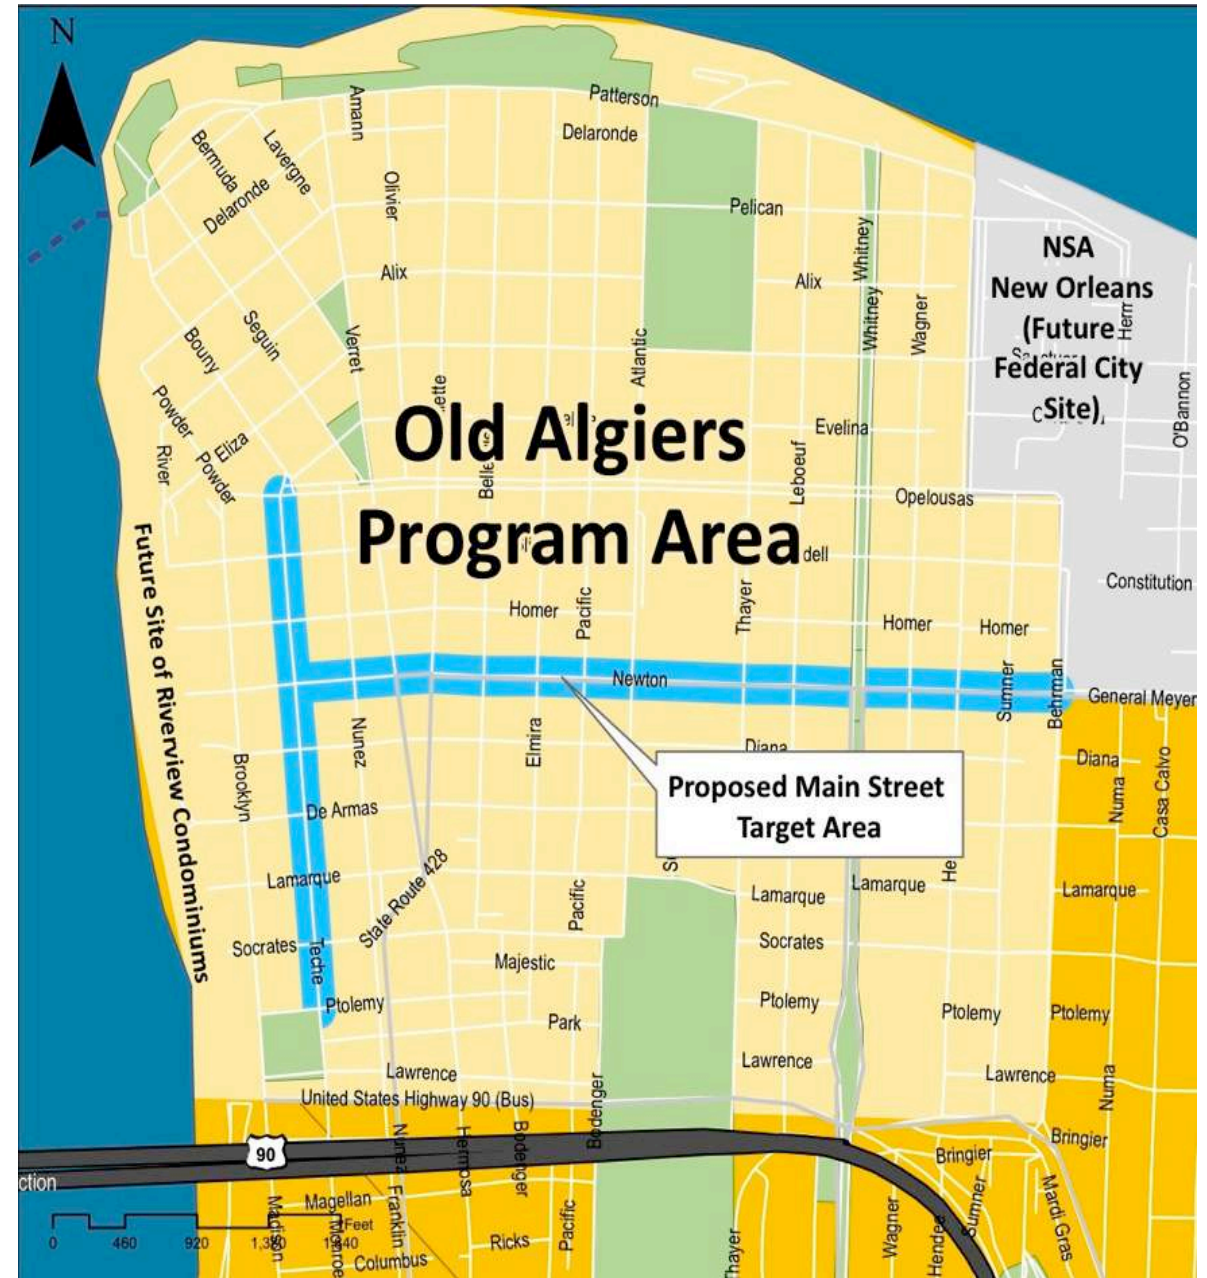 N
Amann
Patterson
Delaronde
Bermuda
Lavergne
Delaronde
Olivier
Pelican
Whitney
NSA
New Orleans
(Future
Federal City
Site)
Alix
Alix
Whitney
Wagner
Seguin
Bouny
Verret
Atlantic
O'Bannon
Powder
Eliza
River
Powder
Old Algiers
Program Area
Evelina
Leboeuf
Opelousas
Future Site of Riverview Condominiums
Constitution
Homer
Pacific
Thayer
Homer
Homer
Newton
Sumner
Behrman
General Meyer
Nunez
Elmira
Diana
Diana
Brooklyn
Proposed Main Street
Target Area
Numa
Casa Calvo
De Armas
State Route 428
Lamarque
Pacific
Lamarque
Lamarque
Lamarque
Socrates
Teche
Majestic
Socrates
Ptolemy
Park
Ptolemy
Ptolemy
Ptolemy
Lawrence
Lawrence
Lawrence
Numa
United States Highway 90 (Bus)
Bodenger
90
Nunez
Hermosa
Bodenger
Bringier
Bringier
ction
Madison
Magellan
Monroe
Franklin
Pacific
Ricks
Columbus
Thayer
Wagner
Hendee
Sumner
Mardi Gras
Feet
0 460 920